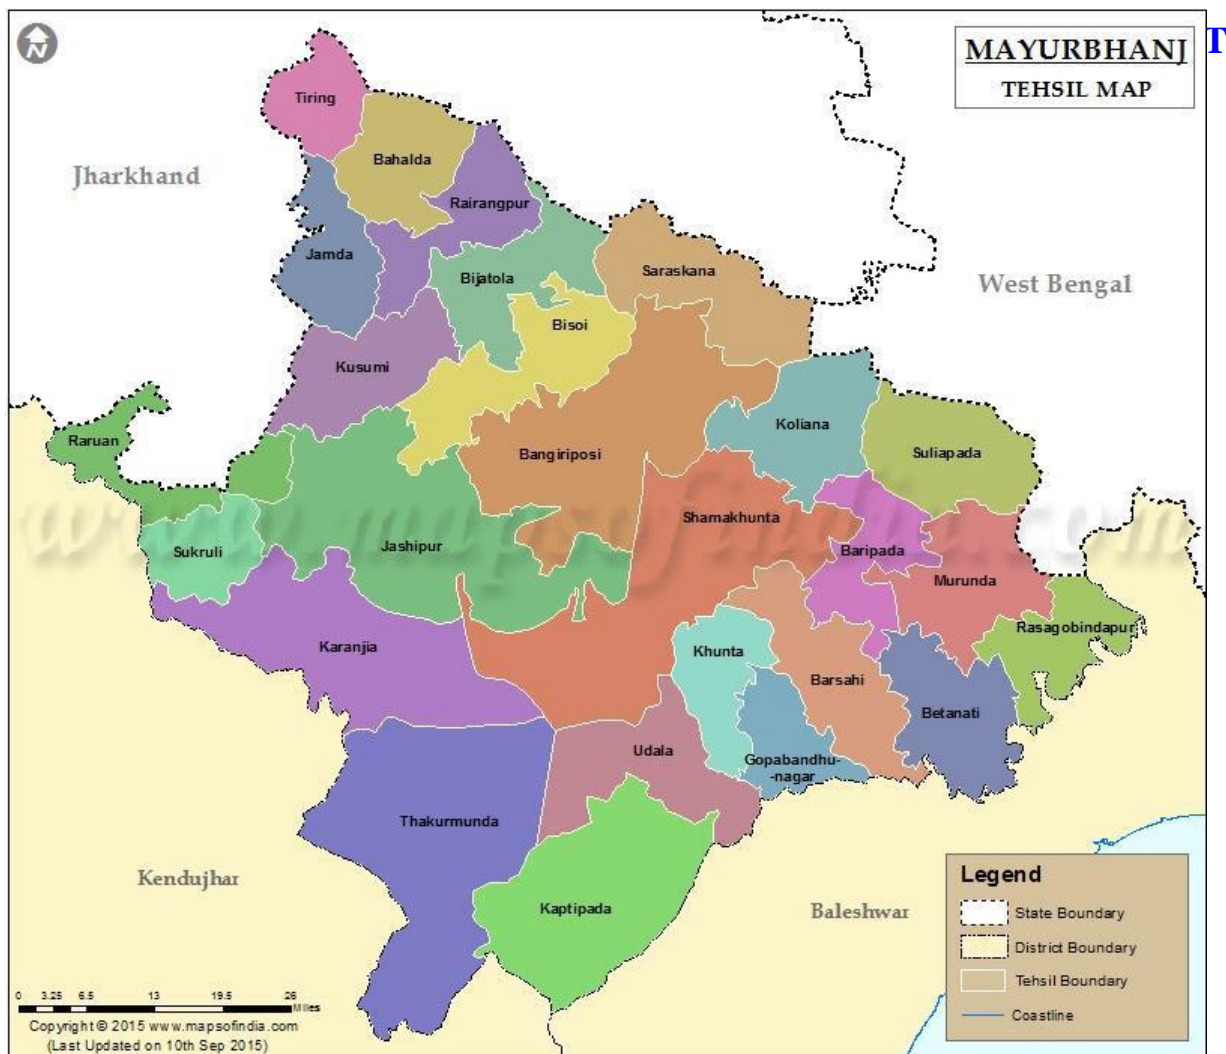 N
MAYURBHANJ
TEHSIL MAP
T
Tiring
Bahalda
Jharkhand
Rairangpur
Jamda
Bijatola
Saraskana
West Bengal
Bisoi
Kusumi
Raruan
Koliana
Bangiriposi
Suliapada
Shamakhunta
www.mapsofindia.com
Sukruli
Jashipur
Baripada
Murunda
Rasagobindapur
Karanjia
Khunta
Barsahi
Betanati
Udala
Gopabandhu-
-nagar
Thakurmunda
Kendujhar
Kaptipada
Baleshwar
Legend
State Boundary
District Boundary
Tehsil Boundary
Coastline
0 3.25 6.5 13 19.5 26
Miles
Copyright © 2015 www.mapsofindia.com
(Last Updated on 10th Sep 2015)